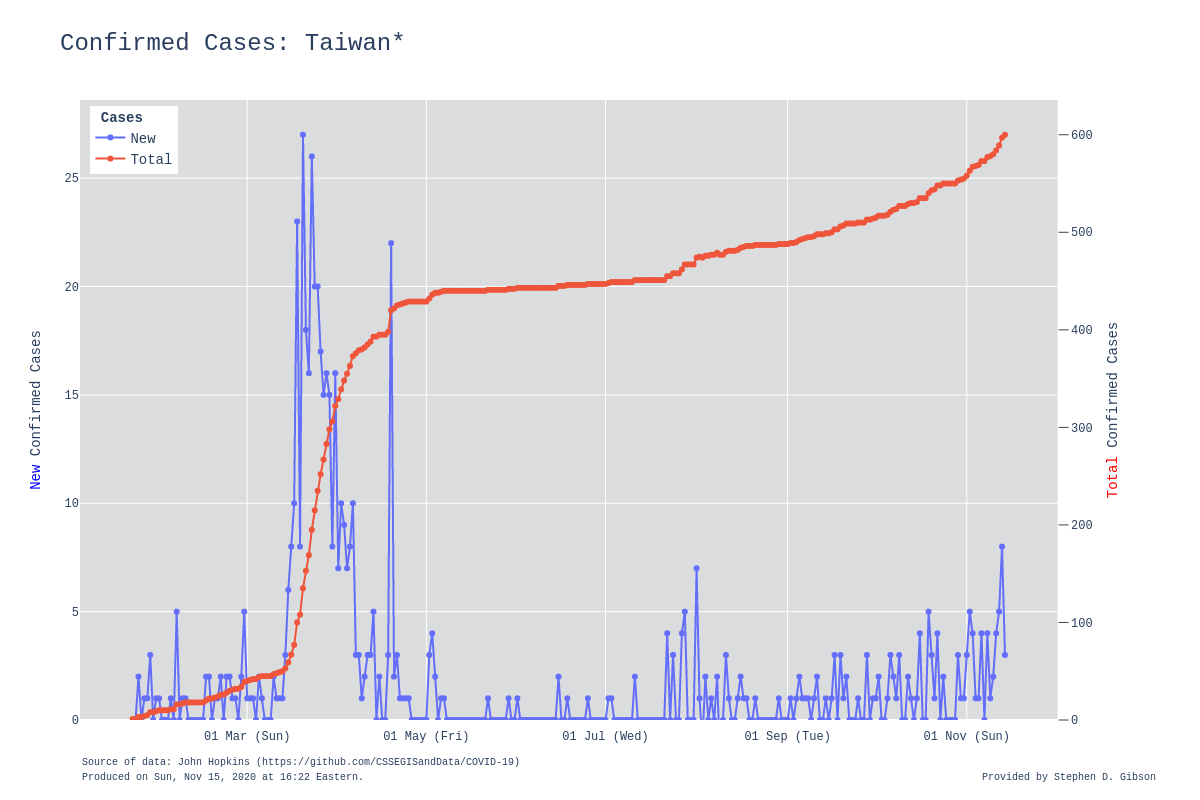 Confirmed Cases: Taiwan*
Cases
New
Total
25
20
15
10
5
0
600
500
400
300
200
100
0
New Confirmed Cases
Total Confirmed Cases
01 Mar (Sun)
01 May (Fri)
01 Jul (Wed)
01 Sep (Tue)
01 Nov (Sun)
Source of data: John Hopkins (https://github.com/CSSEGISandData/COVID-19)
Produced on Sun, Nov 15, 2020 at 16:22 Eastern.
Provided by Stephen D. Gibson